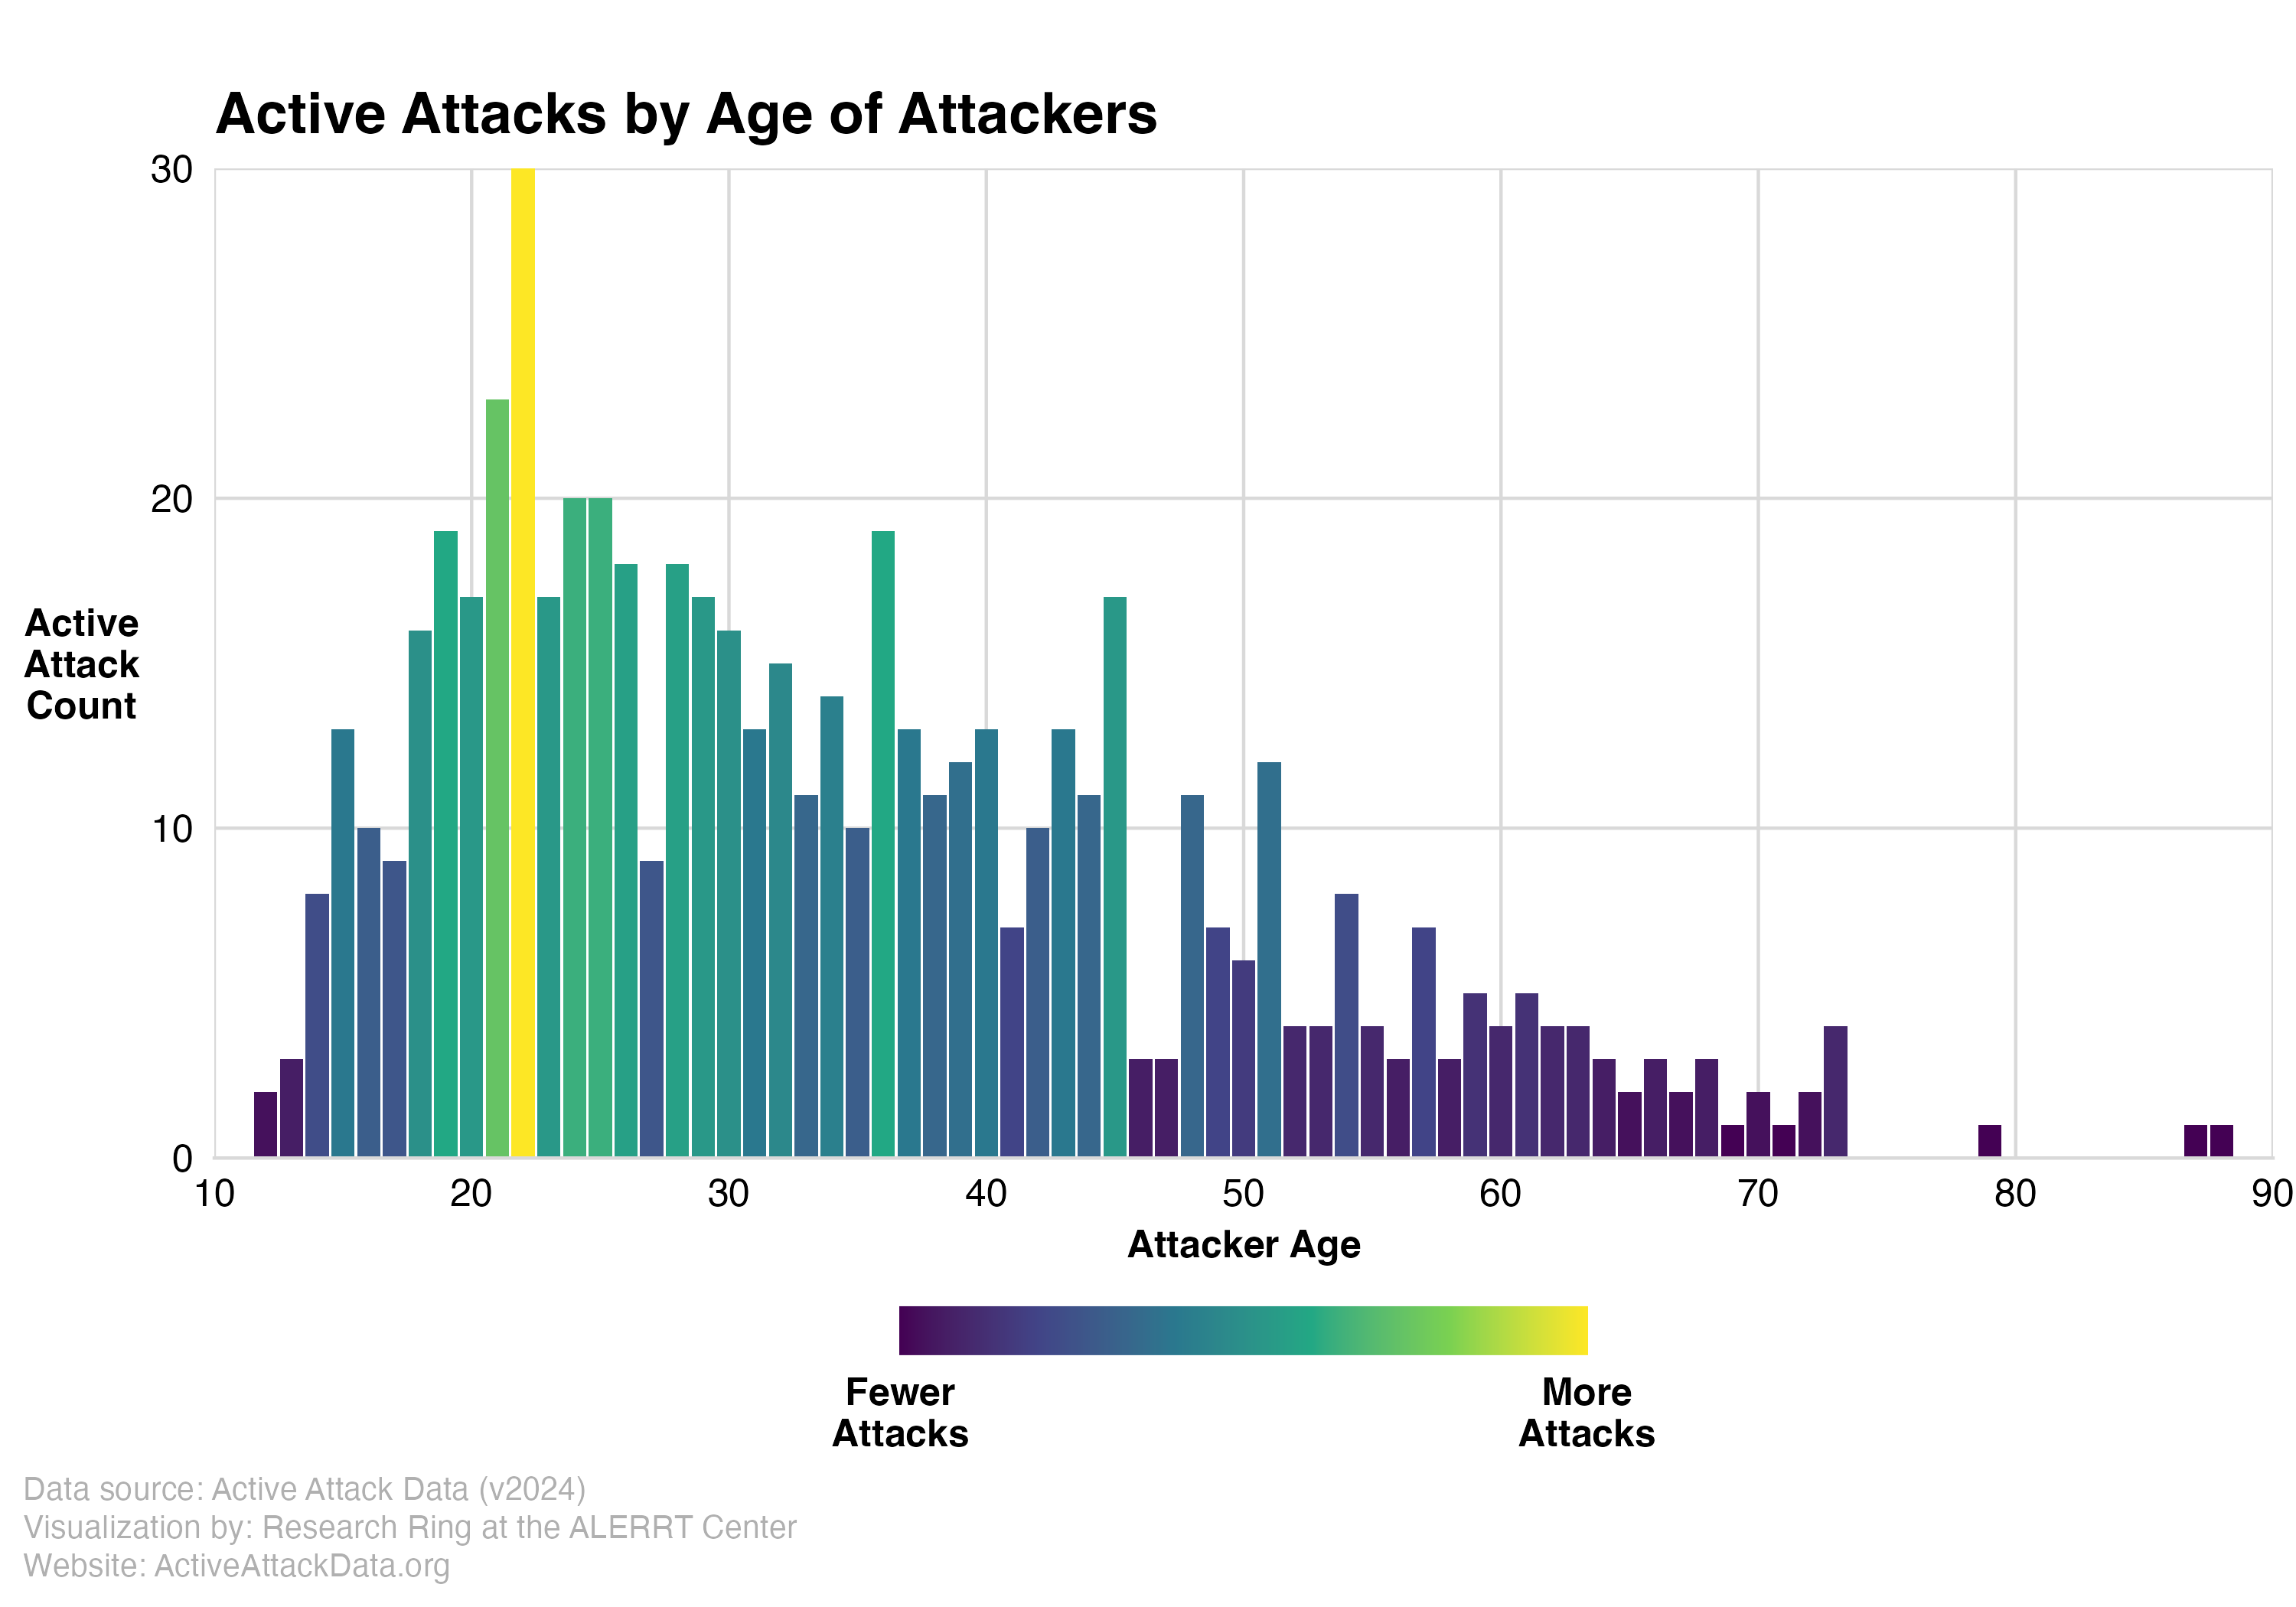 Active Attacks by Age of Attackers
30
20
10
0
Active
Attack
Count
10 20 30 40 50 60 70 80 90
Attacker Age
Fewer
Attacks
More
Attacks
Data source: Active Attack Data (v2024)
Visualization by: Research Ring at the ALERRT Center
Website: ActiveAttackData.org